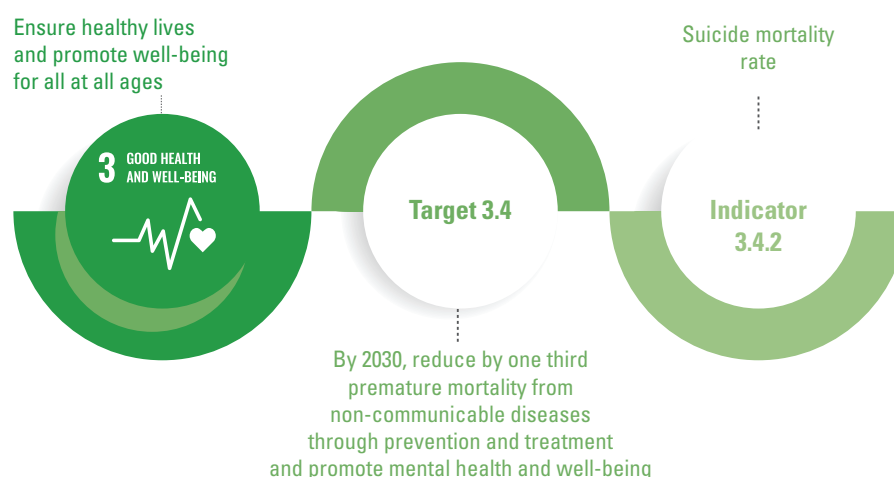 Ensure healthy lives
and promote well-being
for all at all ages
3 GOOD HEALTH
AND WELL-BEING
Target 3.4
By 2030, reduce by one third
premature mortality from
non-communicable diseases
through prevention and treatment
and promote mental health and well-being
Suicide mortality
rate
Indicator
3.4.2